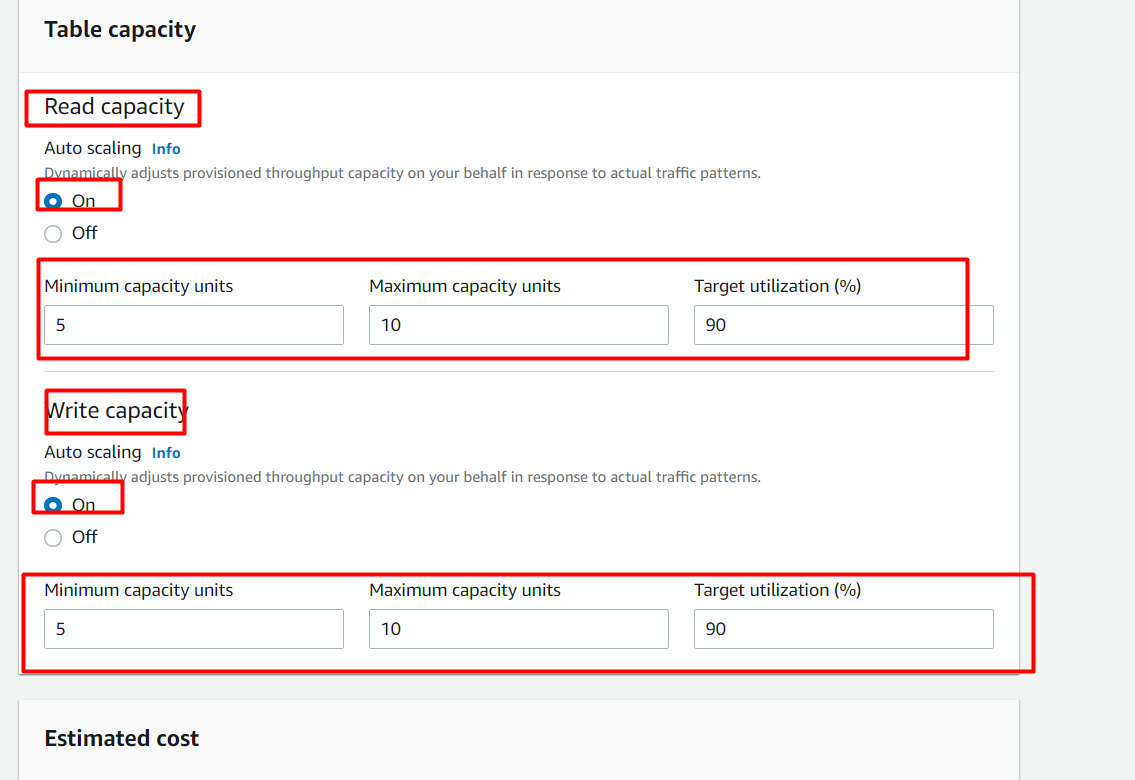 Table capacity
Read capacity
Auto scaling Info
Dynamically adjusts provisioned throughput capacity on your behalf in response to actual traffic patterns.
On
Off
Minimum capacity units Maximum capacity units Target utilization (%)
5 10 90
Write capacity
Auto scaling Info
Dynamically adjusts provisioned throughput capacity on your behalf in response to actual traffic patterns.
On
Off
Minimum capacity units Maximum capacity units Target utilization (%)
5 10 90
Estimated cost